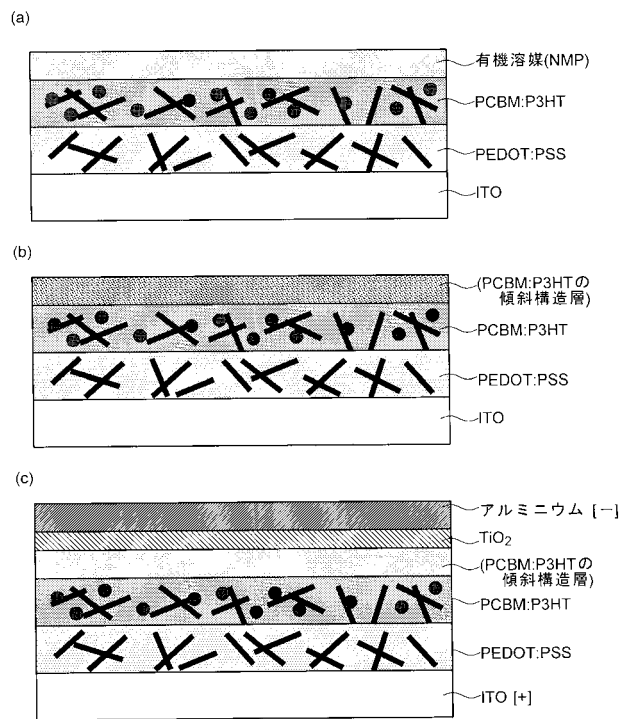 (a)
有機溶媒(NMP)
PCBM:P3HT
PEDOT:PSS
ITO
(b)
(PCBM:P3HTの
傾斜構造層)
PCBM:P3HT
PEDOT:PSS
ITO
(c)
アルミニウム [−]
TiO2
(PCBM:P3HTの
傾斜構造層)
PCBM:P3HT
PEDOT:PSS
ITO [+]